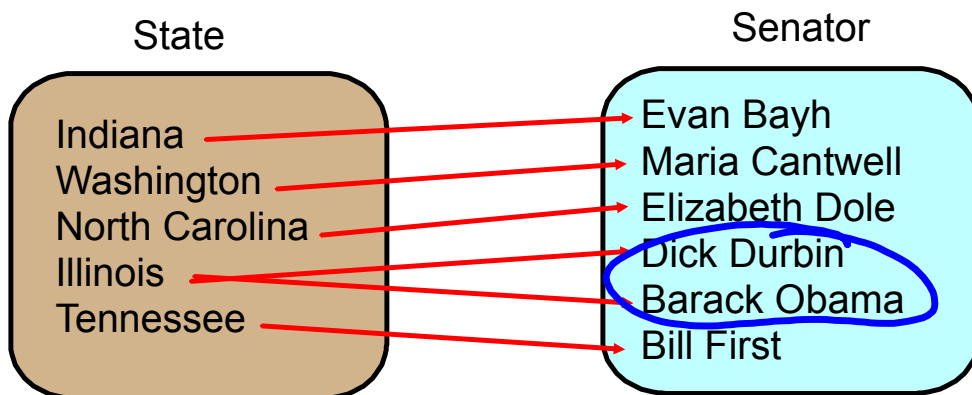 State
Senator
Indiana
Washington
North Carolina
Illinois
Tennessee
Evan Bayh
Maria Cantwell
Elizabeth Dole
Dick Durbin
Barack Obama
Bill First